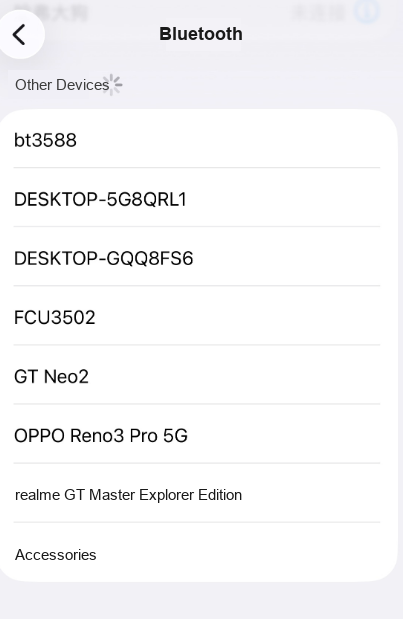 Bluetooth
Other Devices
bt3588
DESKTOP-5G8QRL1
DESKTOP-GQQ8FS6
FCU3502
GT Neo2
OPPO Reno3 Pro 5G
realme GT Master Explorer Edition
Accessories